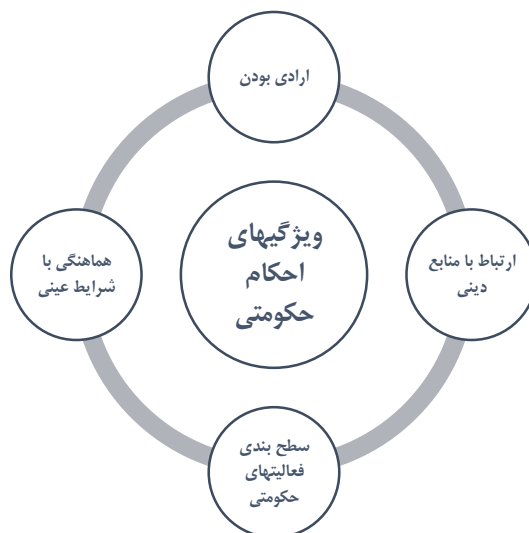 ارادی بودن
ویژگیهای
احکام
حکومتی
ارتباط با منابع
دینی
سطح بندی
فعالیتهای
حکومتی
هماهنگی با
شرایط عینی